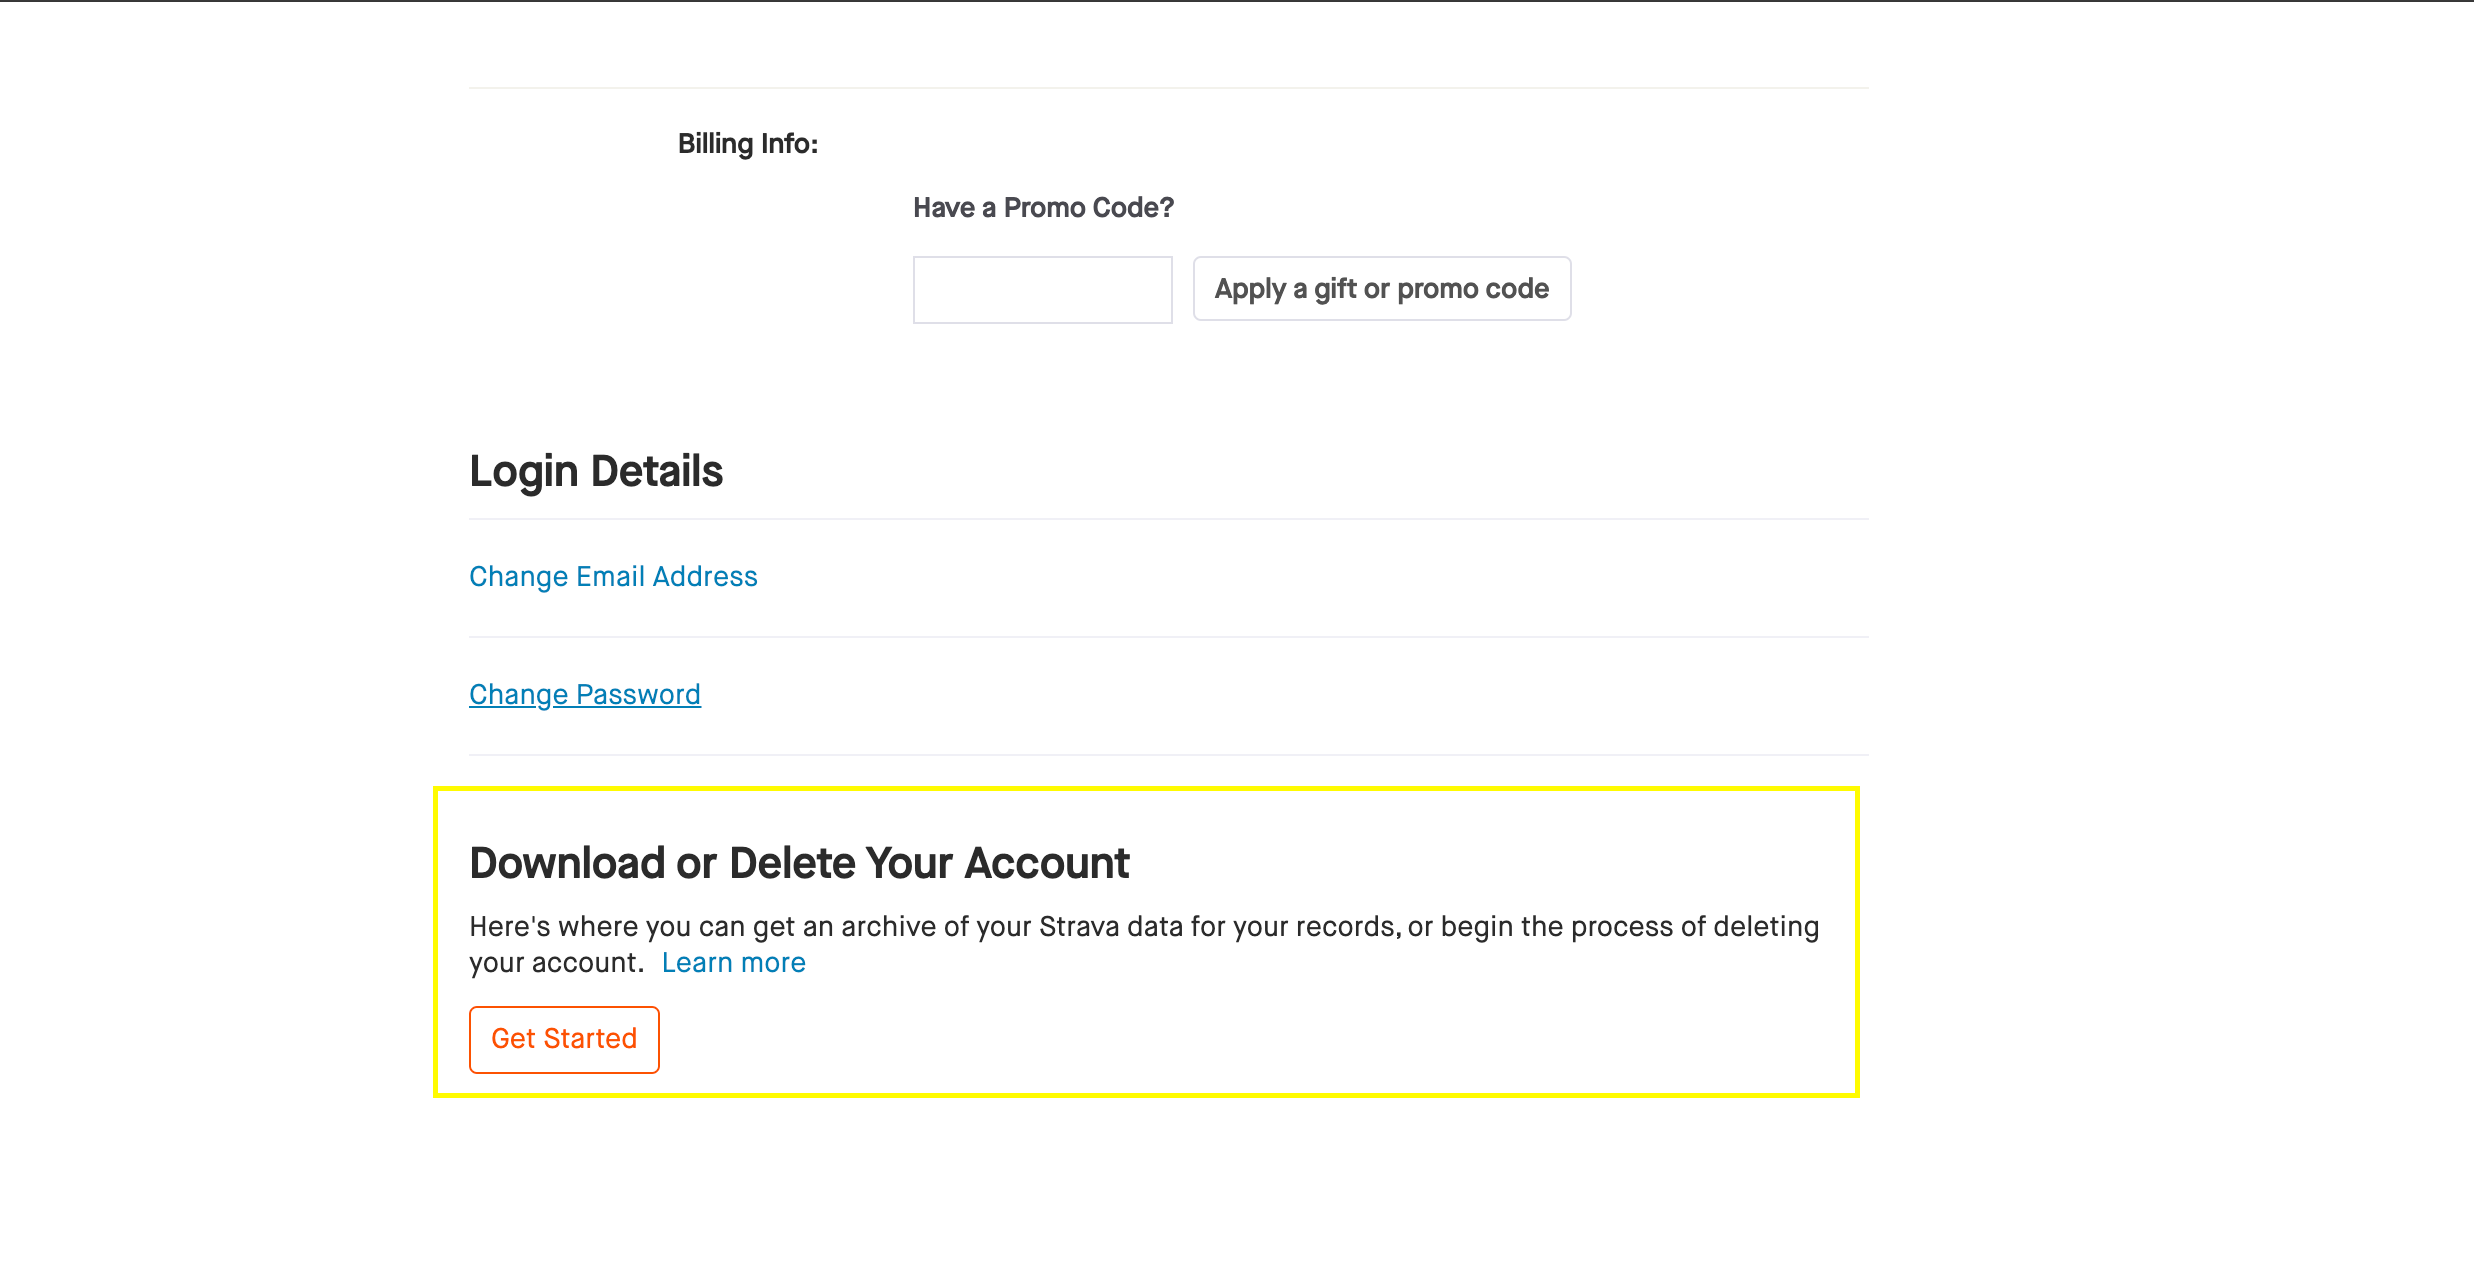 Billing Info:
Have a Promo Code?
Apply a gift or promo code
Login Details
Change Email Address
Change Password
Download or Delete Your Account
Here's where you can get an archive of your Strava data for your records, or begin the process of deleting
your account. Learn more
Get Started